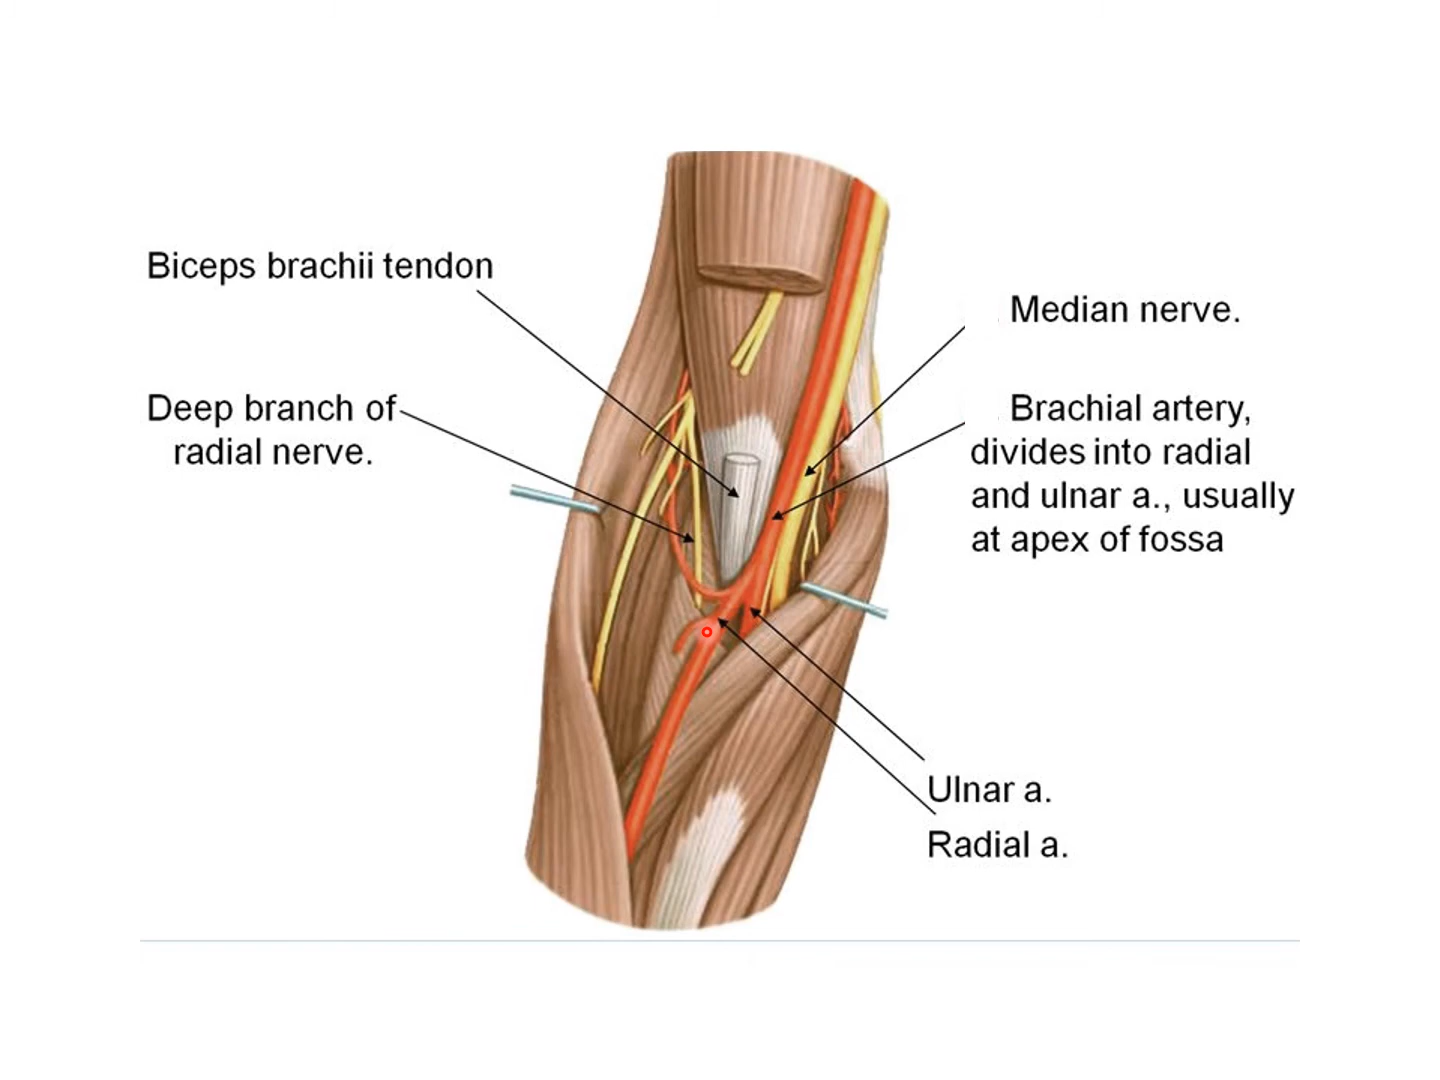 Biceps brachii tendon
Deep branch of
radial nerve.
Median nerve.
Brachial artery,
divides into radial
and ulnar a., usually
at apex of fossa
Ulnar a.
Radial a.